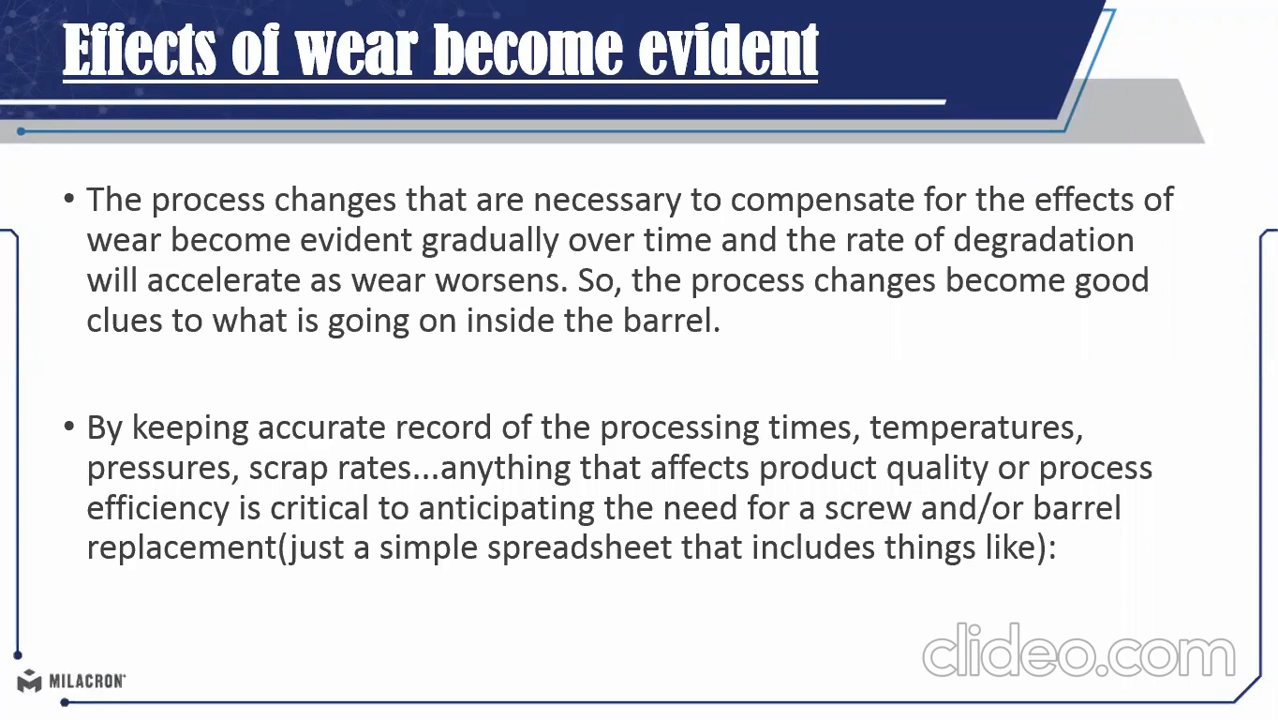 Effects of wear become evident
• The process changes that are necessary to compensate for the effects of
wear become evident gradually over time and the rate of degradation
will accelerate as wear worsens. So, the process changes become good
clues to what is going on inside the barrel.
• By keeping accurate record of the processing times, temperatures,
pressures, scrap rates...anything that affects product quality or process
efficiency is critical to anticipating the need for a screw and/or barrel
replacement(just a simple spreadsheet that includes things like):
clideo.com
MILACRON